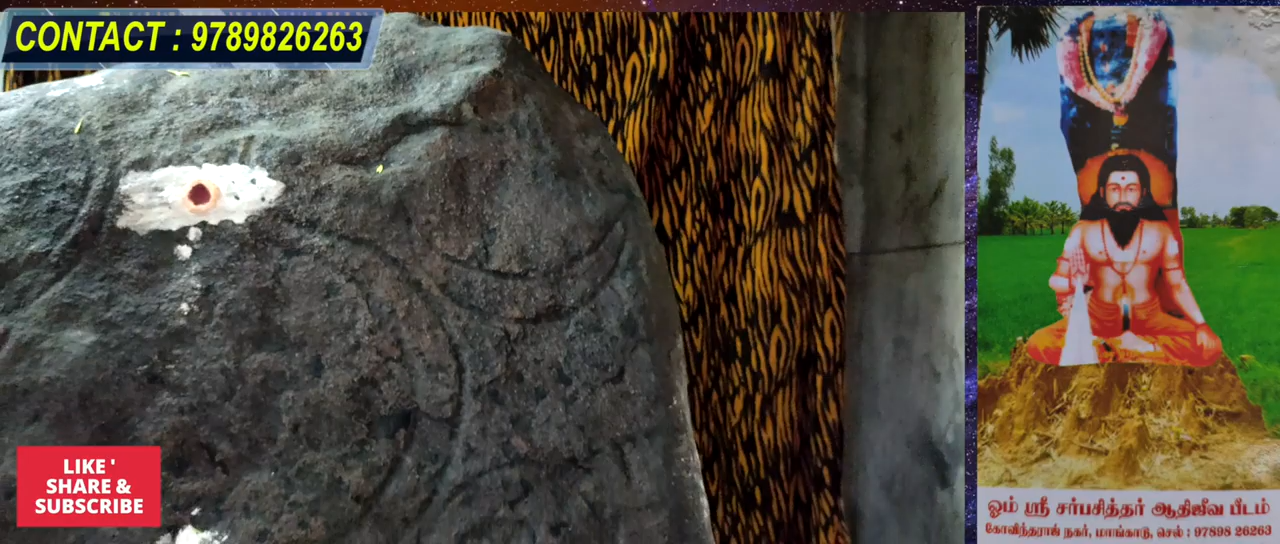 CONTACT : 9789826263
LIKE '
SHARE &
SUBSCRIBE
ஓம் ஸ்ரீ சர்பசித்தர் ஆதிஜீவ பீடம்
கோவிந்தராஜ் நகர், மாங்காடு, செல் : 97898 26263